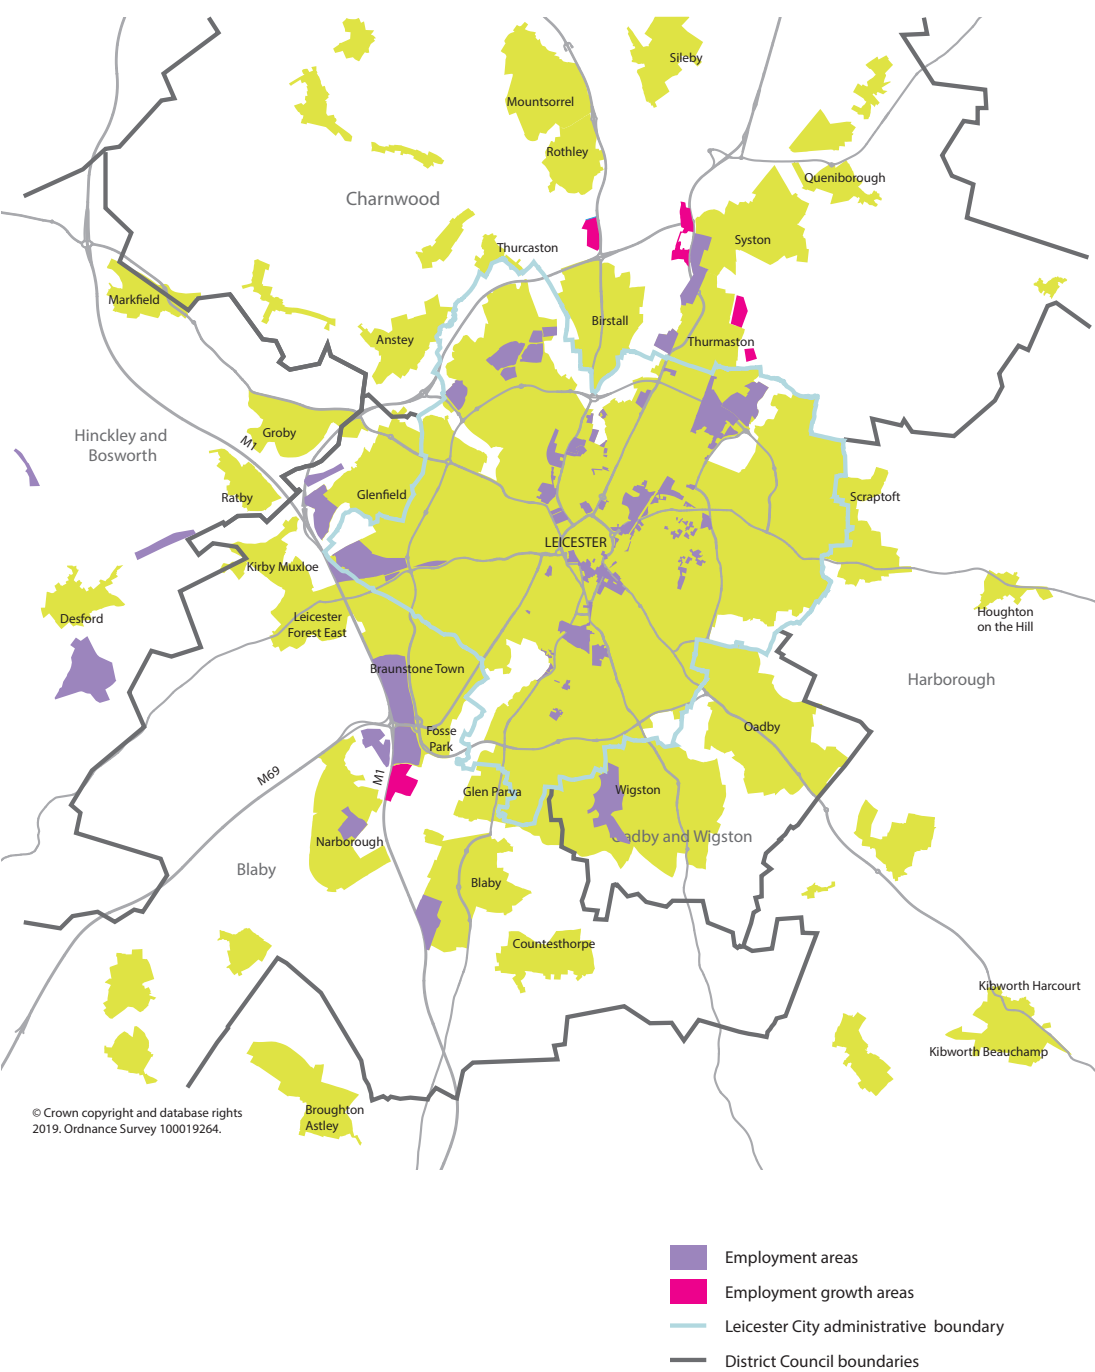 Sileby
Mountsorrel
Rothley
Queniborough
Charnwood
Syston
Thurcaston
Markfield
Birstall
Anstey
Thurmaston
Groby
Hinckley and
Bosworth
M1
Ratby
Glenfield
Scraptoft
LEICESTER
Kirby Muxloe
Desford
Leicester
Forest East
Houghton
on the Hill
Braunstone Town
Harborough
Oadby
Fosse
Park
M69
M1
Glen Parva
Wigston
Oadby and Wigston
Narborough
Blaby
Blaby
Countesthorpe
Kibworth Harcourt
Kibworth Beauchamp
© Crown copyright and database rights
2019. Ordnance Survey 100019264.
Broughton
Astley
Employment areas
Employment growth areas
Leicester City administrative boundary
District Council boundaries